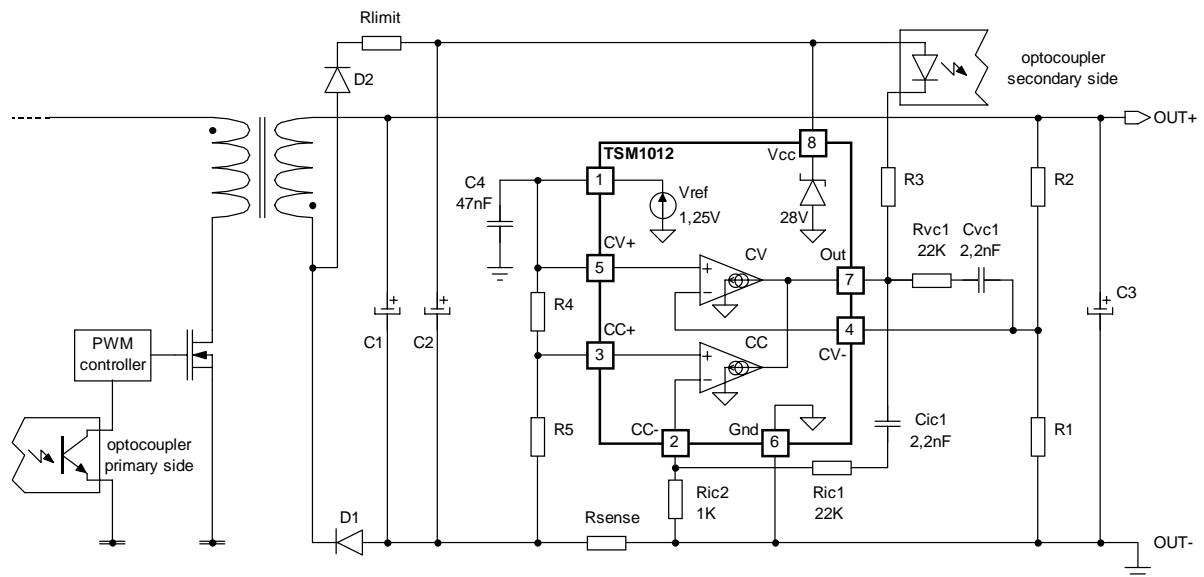 Rlimit
D2
optocoupler
secondary side
OUT+
TSM1012
8
Vcc
1
Vref
1,25V
28V
C4
47nF
R3
R2
Rvc1
22K
Cvc1
2,2nF
CV+
5
CV
Out
7
C3
+
-
R4
4
CV-
C1
+
C2
+
+
PWM
controller
CC+
3
CC
+
-
R5
CC-
2
Gnd
6
Cic1
2,2nF
R1
optocoupler
primary side
Ric2
1K
Ric1
22K
D1
Rsense
OUT-